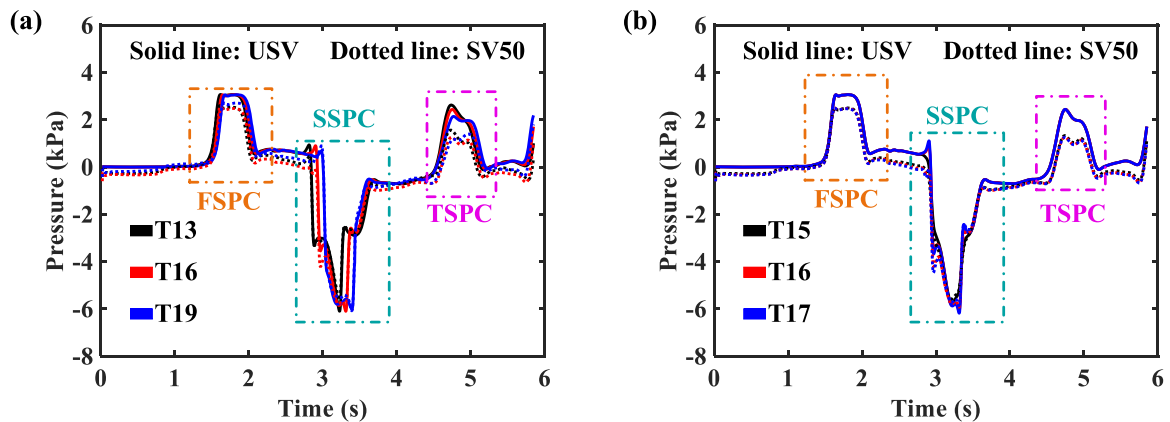 (a)
Solid line: USV Dotted line: SV50
6
4
2
0
-2
-4
-6
-8
Pressure (kPa)
FSPC
SSPC
TSPC
T13
T16
T19
0 1 2 3 4 5 6
Time (s)
(b)
Solid line: USV Dotted line: SV50
6
4
2
0
-2
-4
-6
-8
Pressure (kPa)
FSPC
SSPC
TSPC
T15
T16
T17
0 1 2 3 4 5 6
Time (s)